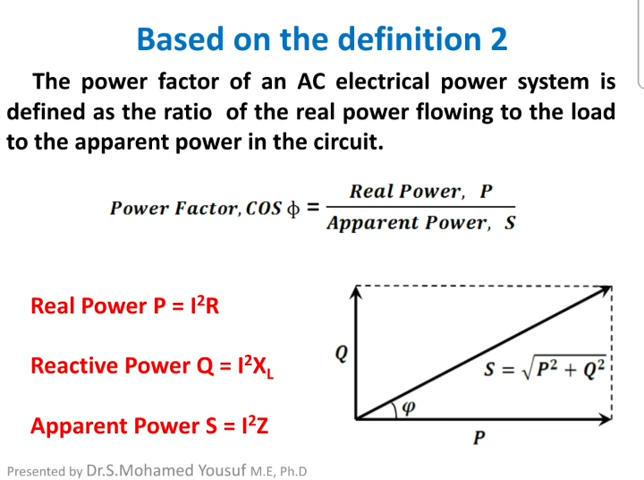 Based on the definition 2
The power factor of an AC electrical power system is
defined as the ratio of the real power flowing to the load
to the apparent power in the circuit.
Power Factor, COS ϕ = Real Power, P / Apparent Power, S
Real Power P = I²R
Reactive Power Q = I²X_L
Apparent Power S = I²Z
Q
S = √(P² + Q²)
φ
P
Presented by Dr.S.Mohamed Yousuf M.E, Ph.D